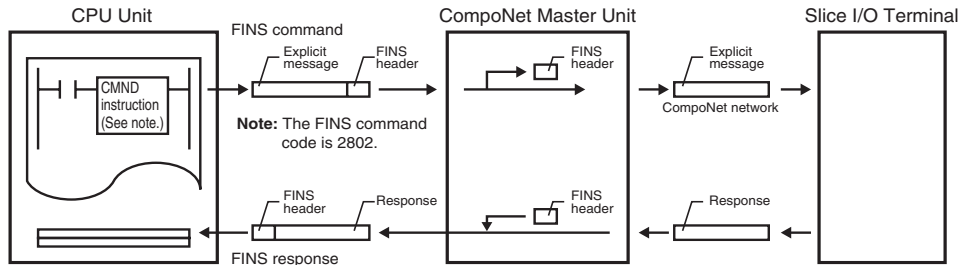 CPU Unit
CompoNet Master Unit
Slice I/O Terminal
FINS command
Explicit
message
FINS
header
FINS
header
Explicit
message
CMND
instruction
(See note.)
CompoNet network
Note: The FINS command
code is 2802.
FINS
header
Response
FINS
header
Response
FINS response